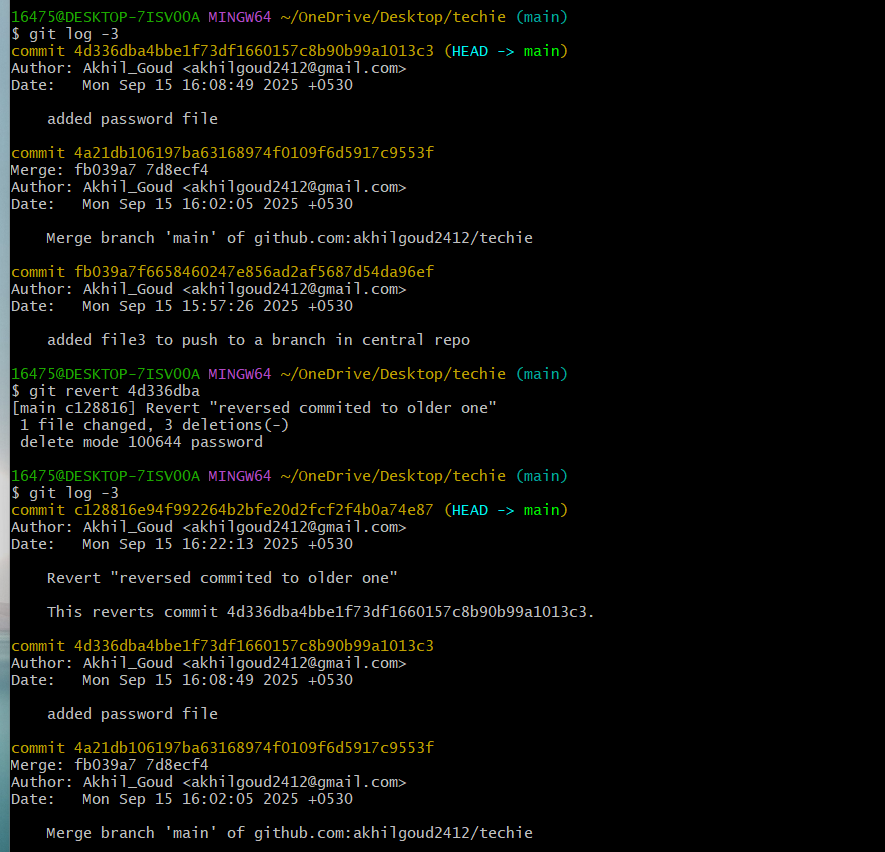 16475@DESKTOP-7ISV00A MINGW64 ~/OneDrive/Desktop/techie (main)
$ git log -3
commit 4d336dba4bbe1f73df1660157c8b90b99a1013c3 (HEAD -> main)
Author: Akhil_Goud <akhilgoud2412@gmail.com>
Date:   Mon Sep 15 16:08:49 2025 +0530

    added password file

commit 4a21db106197ba63168974f0109f6d5917c9553f
Merge: fb039a7 7d8ecf4
Author: Akhil_Goud <akhilgoud2412@gmail.com>
Date:   Mon Sep 15 16:02:05 2025 +0530

    Merge branch 'main' of github.com:akhilgoud2412/techie

commit fb039a7f6658460247e856ad2af5687d54da96ef
Author: Akhil_Goud <akhilgoud2412@gmail.com>
Date:   Mon Sep 15 15:57:26 2025 +0530

    added file3 to push to a branch in central repo

16475@DESKTOP-7ISV00A MINGW64 ~/OneDrive/Desktop/techie (main)
$ git revert 4d336dba
[main c128816] Revert "reversed commited to older one"
 1 file changed, 3 deletions(-)
 delete mode 100644 password

16475@DESKTOP-7ISV00A MINGW64 ~/OneDrive/Desktop/techie (main)
$ git log -3
commit c128816e94f992264b2bfe20d2fcf2f4b0a74e87 (HEAD -> main)
Author: Akhil_Goud <akhilgoud2412@gmail.com>
Date:   Mon Sep 15 16:22:13 2025 +0530

    Revert "reversed commited to older one"

    This reverts commit 4d336dba4bbe1f73df1660157c8b90b99a1013c3.

commit 4d336dba4bbe1f73df1660157c8b90b99a1013c3
Author: Akhil_Goud <akhilgoud2412@gmail.com>
Date:   Mon Sep 15 16:08:49 2025 +0530

    added password file

commit 4a21db106197ba63168974f0109f6d5917c9553f
Merge: fb039a7 7d8ecf4
Author: Akhil_Goud <akhilgoud2412@gmail.com>
Date:   Mon Sep 15 16:02:05 2025 +0530

    Merge branch 'main' of github.com:akhilgoud2412/techie